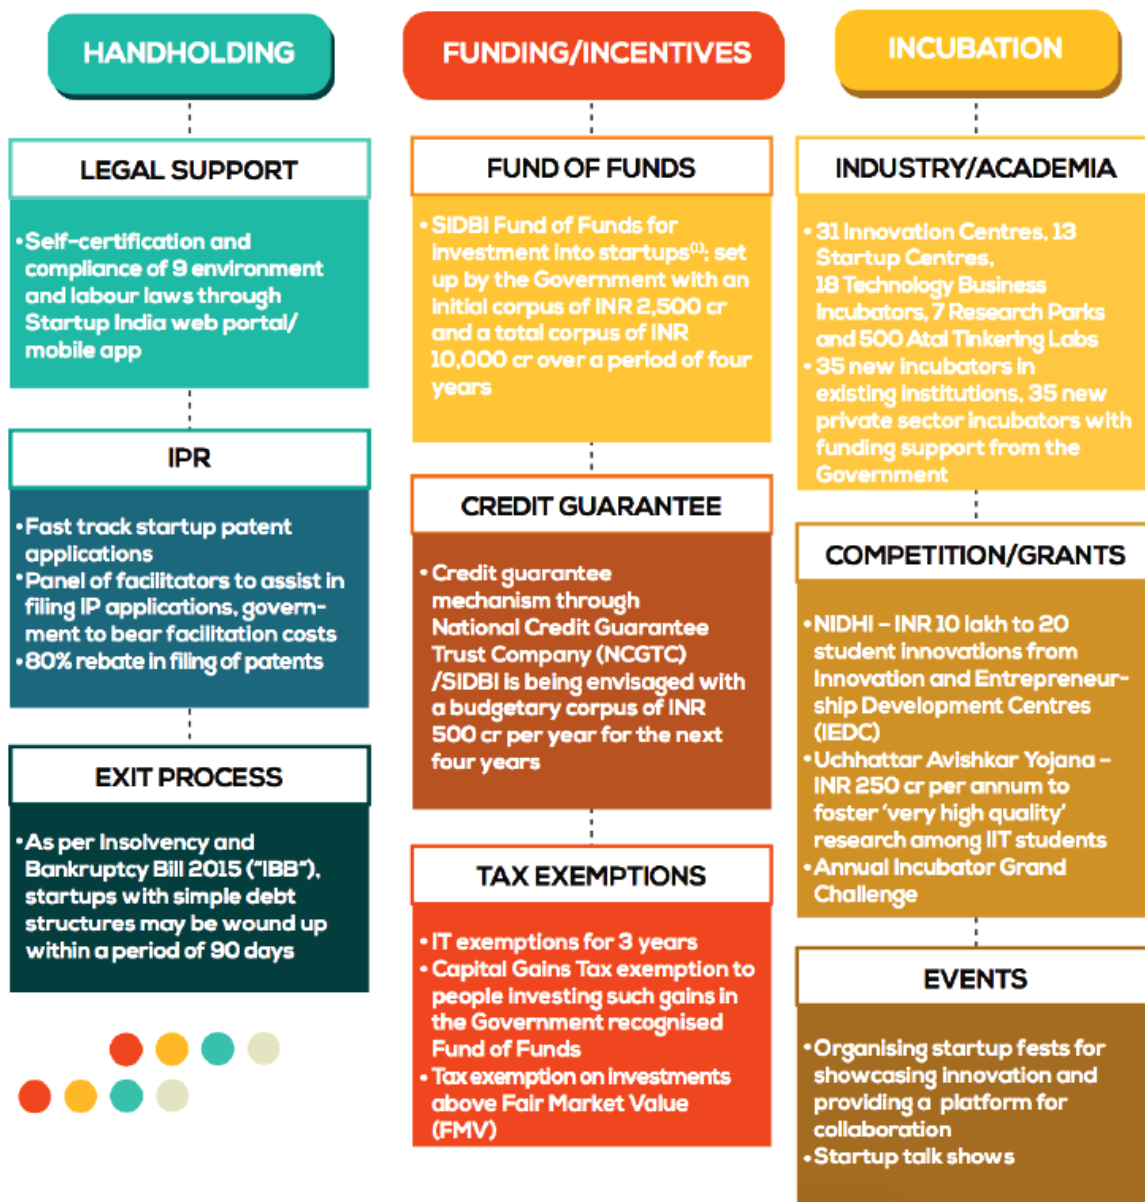 HANDHOLDING
LEGAL SUPPORT
•Self-certification and
compliance of 9 environment
and labour laws through
Startup India web portal/
mobile app
IPR
•Fast track startup patent
applications
•Panel of facilitators to assist in
filing IP applications, govern-
ment to bear facilitation costs
•80% rebate in filing of patents
EXIT PROCESS
•As per Insolvency and
Bankruptcy Bill 2015 ("IBB"),
startups with simple debt
structures may be wound up
within a period of 90 days
FUNDING/INCENTIVES
FUND OF FUNDS
•SIDBI Fund of Funds for
investment into startups(1); set
up by the Government with an
initial corpus of INR 2,500 cr
and a total corpus of INR
10,000 cr over a period of four
years
CREDIT GUARANTEE
•Credit guarantee
mechanism through
National Credit Guarantee
Trust Company (NCGTC)
/SIDBI is being envisaged with
a budgetary corpus of INR
500 cr per year for the next
four years
TAX EXEMPTIONS
•IT exemptions for 3 years
•Capital Gains Tax exemption to
people investing such gains in
the Government recognised
Fund of Funds
•Tax exemption on investments
above Fair Market Value
(FMV)
INCUBATION
INDUSTRY/ACADEMIA
•31 Innovation Centres, 13
Startup Centres,
18 Technology Business
Incubators, 7 Research Parks
and 500 Atal Tinkering Labs
•35 new incubators in
existing institutions, 35 new
private sector incubators with
funding support from the
Government
COMPETITION/GRANTS
•NIDHI – INR 10 lakh to 20
student innovations from
Innovation and Entrepreneur-
ship Development Centres
(IEDC)
•Uchhattar Avishkar Yojana –
INR 250 cr per annum to
foster 'very high quality'
research among IIT students
•Annual Incubator Grand
Challenge
EVENTS
•Organising startup fests for
showcasing innovation and
providing a platform for
collaboration
•Startup talk shows